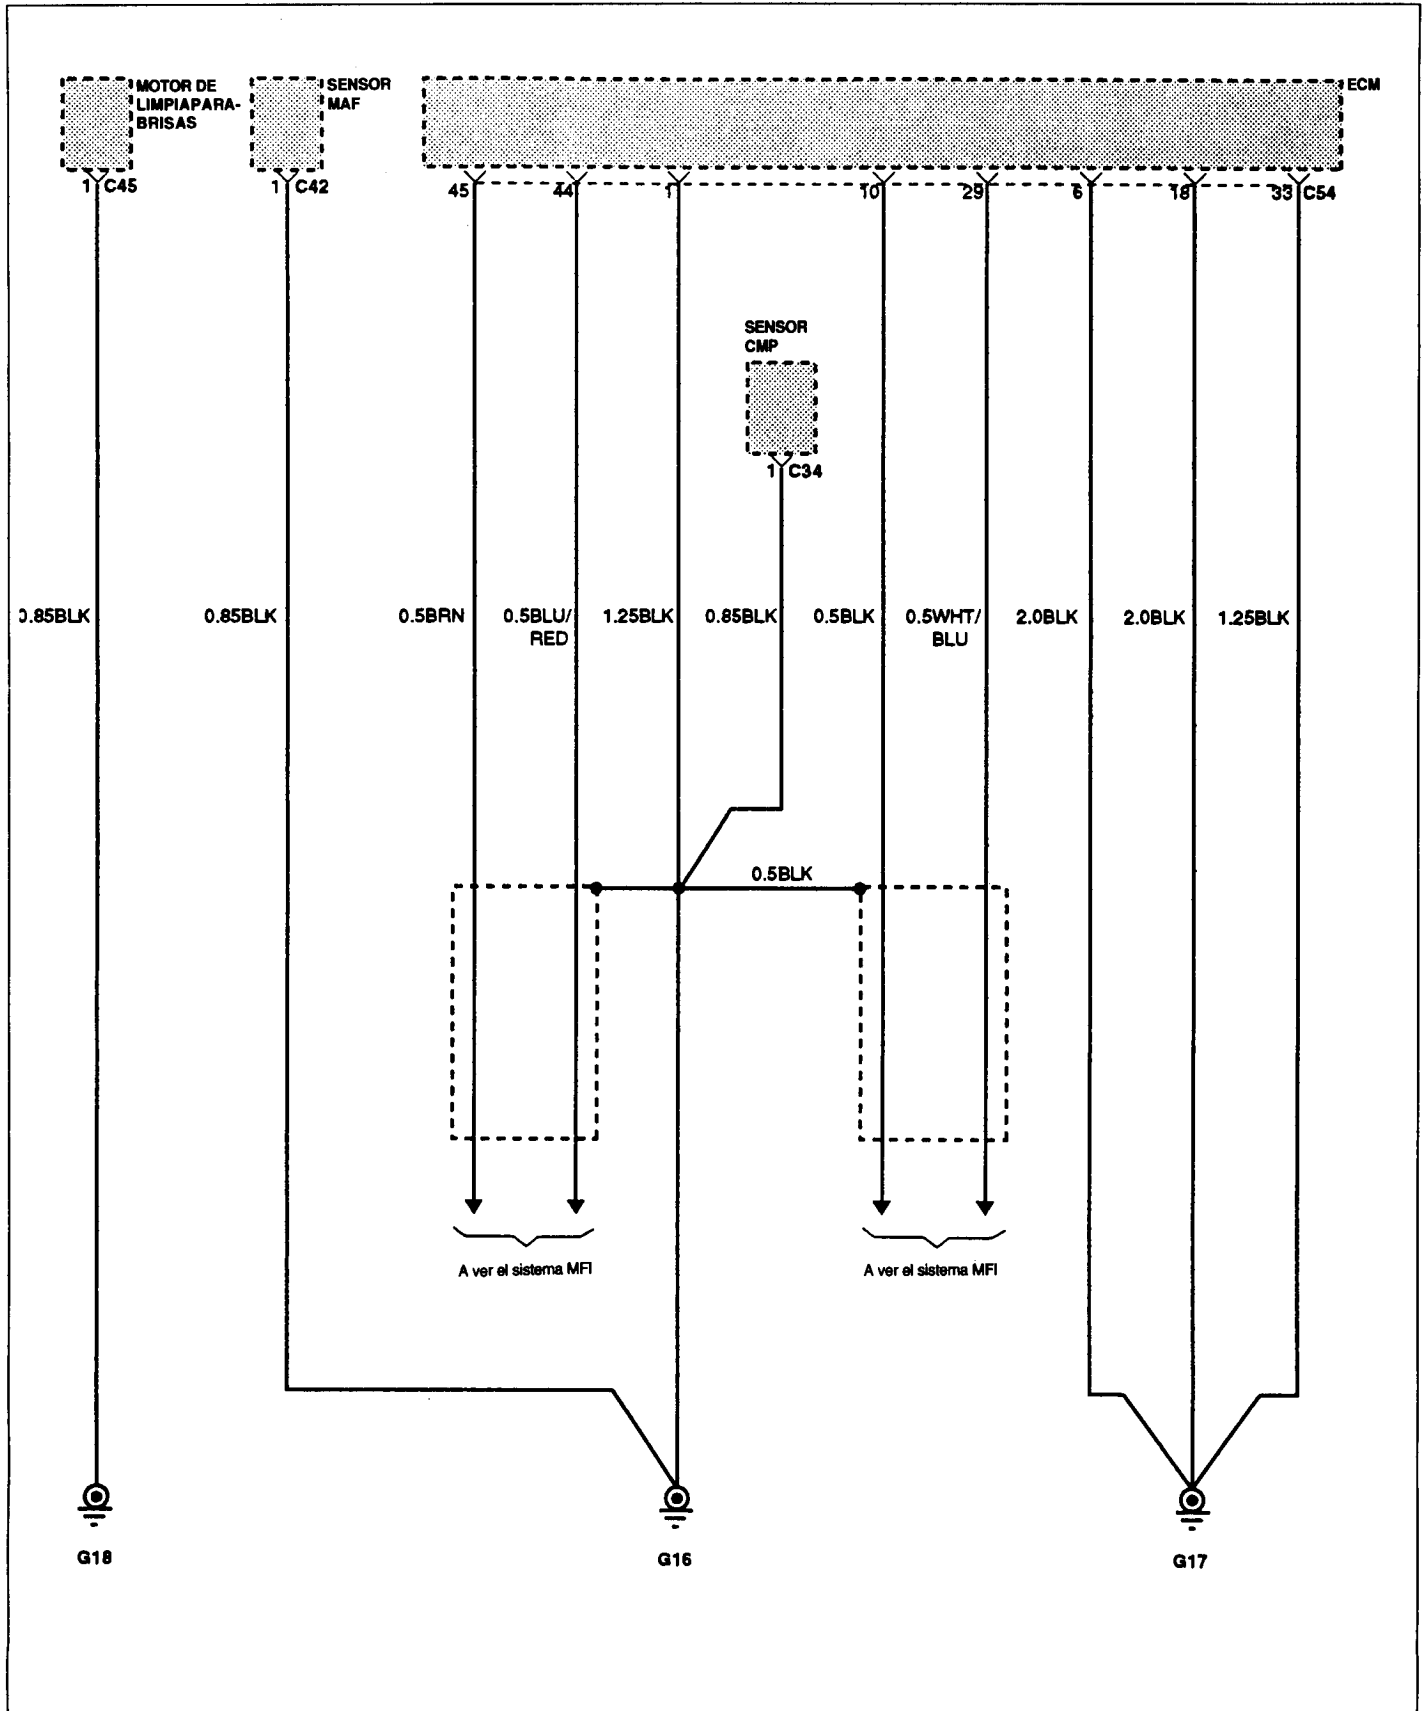 MOTOR DE
LIMPIAPARA-
BRISAS
SENSOR
MAF
ECM
1 C45
1 C42
45
44
1
10
29
6
18
33 C54
SENSOR
CMP
1 C34
0.85BLK
0.85BLK
0.5BRN
0.5BLU/
RED
1.25BLK
0.85BLK
0.5BLK
0.5WHT/
BLU
2.0BLK
2.0BLK
1.25BLK
0.5BLK
A ver el sistema MFI
A ver el sistema MFI
G18
G16
G17